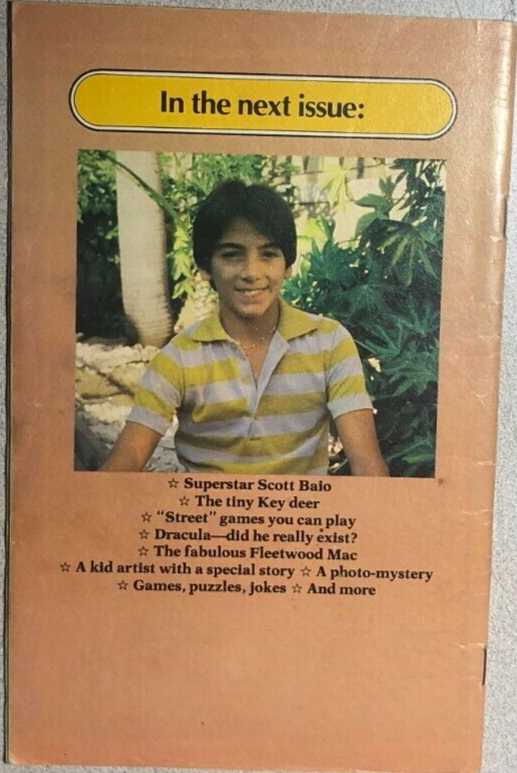 In the next issue:
☆ Superstar Scott Baio
☆ The tiny Key deer
☆ "Street" games you can play
☆ Dracula—did he really exist?
☆ The fabulous Fleetwood Mac
☆ A kid artist with a special story ☆ A photo-mystery
☆ Games, puzzles, jokes ☆ And more